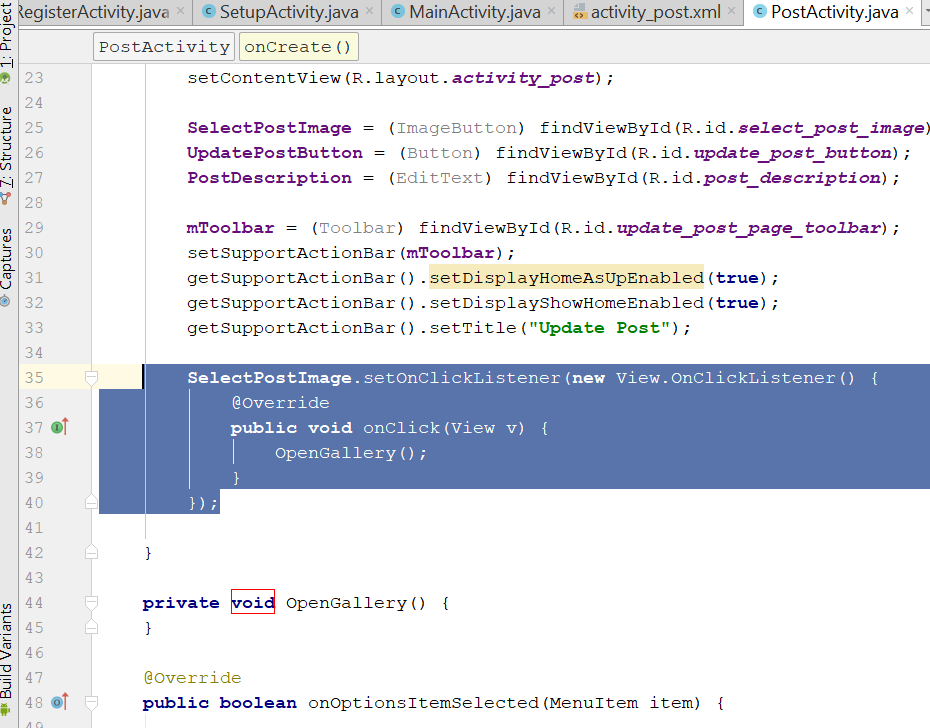 RegisterActivity.java SetupActivity.java MainActivity.java activity_post.xml PostActivity.java
1: Project
7: Structure
Captures
Build Variants
PostActivity onCreate()
23 setContentView(R.layout.activity_post);
24
25 SelectPostImage = (ImageButton) findViewById(R.id.select_post_image)
26 UpdatePostButton = (Button) findViewById(R.id.update_post_button);
27 PostDescription = (EditText) findViewById(R.id.post_description);
28
29 mToolbar = (Toolbar) findViewById(R.id.update_post_page_toolbar);
30 setSupportActionBar(mToolbar);
31 getSupportActionBar().setDisplayHomeAsUpEnabled(true);
32 getSupportActionBar().setDisplayShowHomeEnabled(true);
33 getSupportActionBar().setTitle("Update Post");
34
35 SelectPostImage.setOnClickListener(new View.OnClickListener() {
36 @Override
37 public void onClick(View v) {
38 OpenGallery();
39 }
40 });
41
42 }
43
44 private void OpenGallery() {
45 }
46
47 @Override
48 public boolean onOptionsItemSelected(MenuItem item) {
49